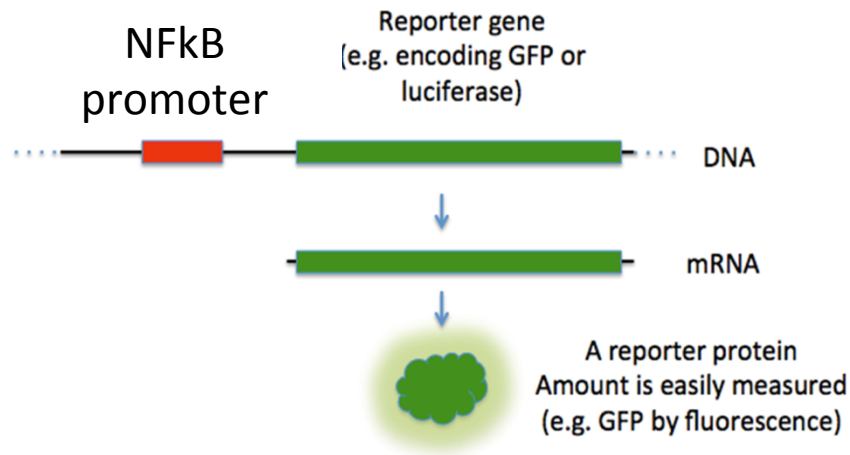 NFkB
promoter
Reporter gene
(e.g. encoding GFP or
luciferase)
DNA
mRNA
A reporter protein
Amount is easily measured
(e.g. GFP by fluorescence)